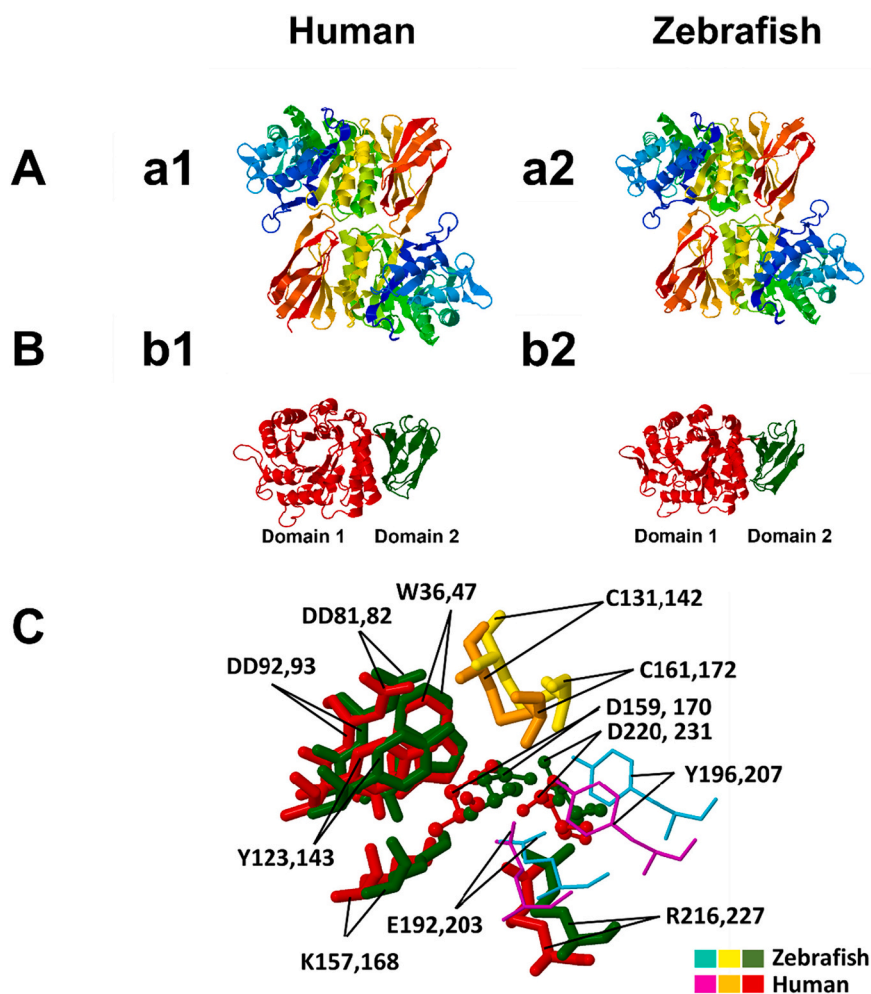 Human Zebrafish
A a1 a2
B b1 b2
Domain 1 Domain 2 Domain 1 Domain 2
C
W36,47
C131,142
DD81,82
DD92,93
C161,172
D159, 170
D220, 231
Y196,207
Y123,143
E192,203
R216,227
K157,168
Zebrafish
Human